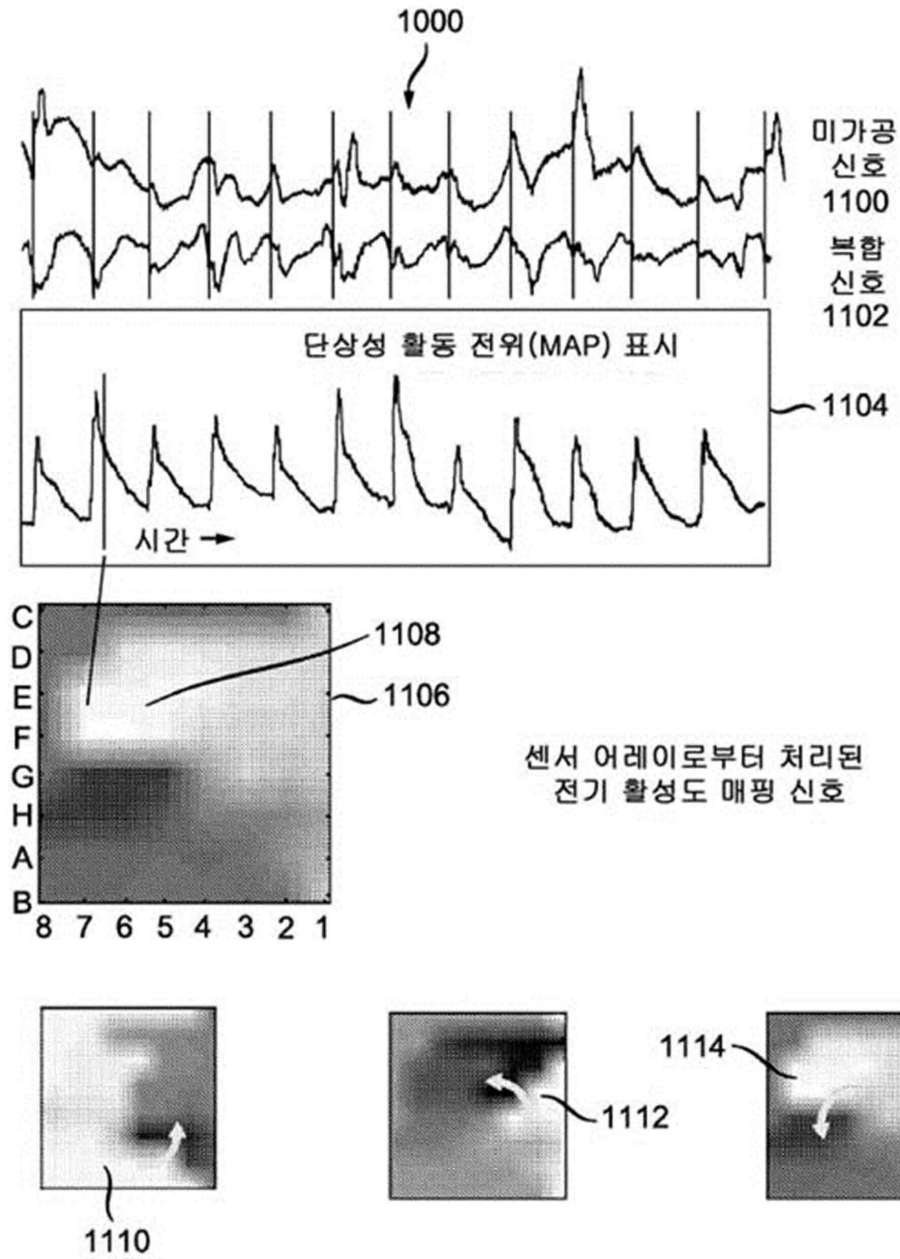 1000
미가공
신호
1100
복합
신호
1102
단상성 활동 전위(MAP) 표시
1104
시간
C
D
E
F
G
H
A
B
8 7 6 5 4 3 2 1
1108
1106
센서 어레이로부터 처리된
전기 활성도 매핑 신호
1110
1112
1114